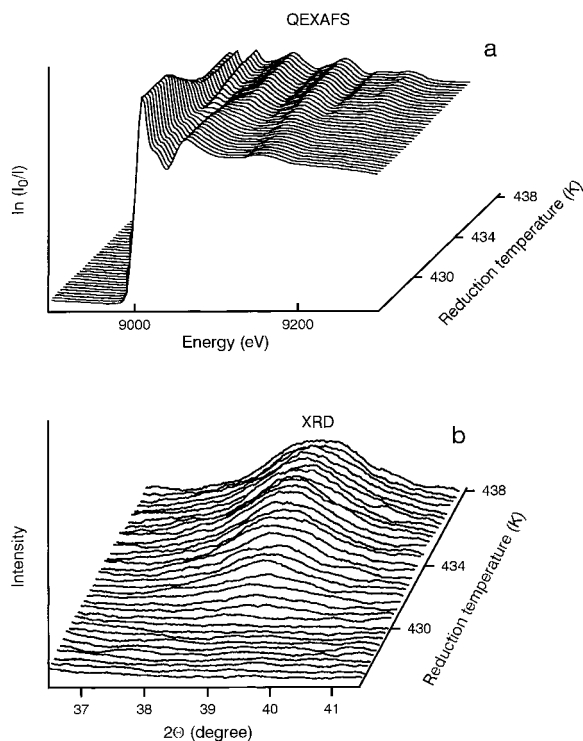 QEXAFS
a
ln (I0/I)
438
434
430
Reduction temperature (K)
9000
9200
Energy (eV)
XRD
b
Intensity
438
434
430
Reduction temperature (K)
37
38
39
40
41
2Θ (degree)